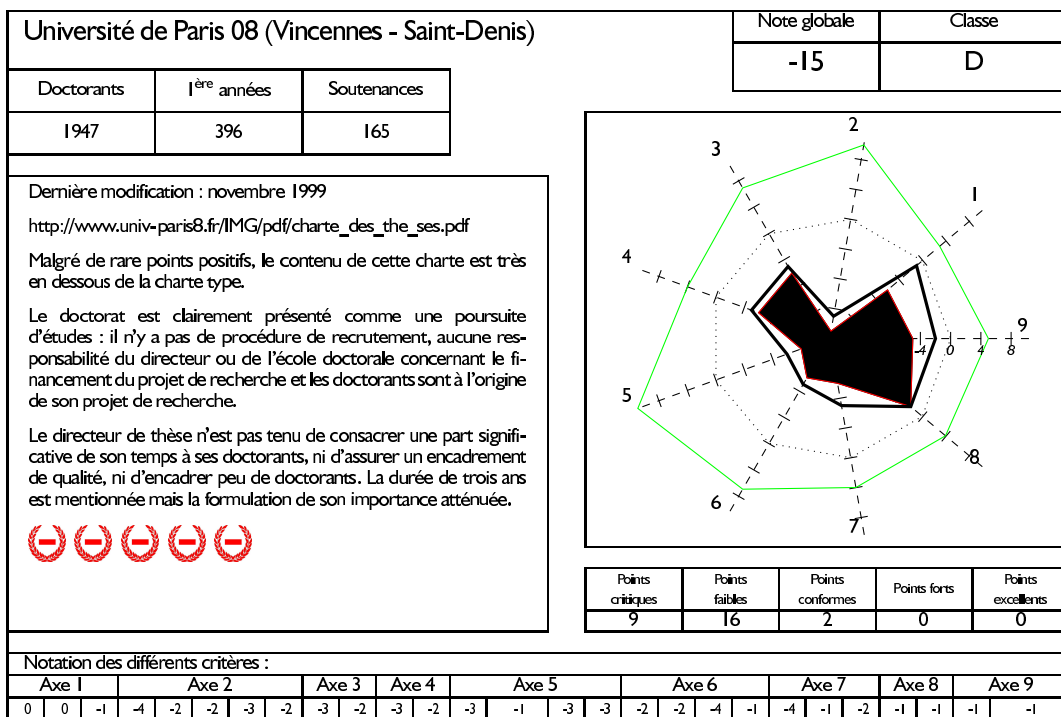 Université de Paris 08 (Vincennes - Saint-Denis)
Note globale Classe
-15 D
Doctorants 1ère années Soutenances
1947 396 165
Dernière modification : novembre 1999
http://www.univ-paris8.fr/IMG/pdf/charte_des_the_ses.pdf
Malgré de rare points positifs, le contenu de cette charte est très
en dessous de la charte type.
Le doctorat est clairement présenté comme une poursuite
d'études : il n'y a pas de procédure de recrutement, aucune res-
ponsabilité du directeur ou de l'école doctorale concernant le fi-
nancement du projet de recherche et les doctorants sont à l'origine
de son projet de recherche.
Le directeur de thèse n'est pas tenu de consacrer une part signifi-
cative de son temps à ses doctorants, ni d'assurer un encadrement
de qualité, ni d'encadrer peu de doctorants. La durée de trois ans
est mentionnée mais la formulation de son importance atténuée.
2
3
1
4
9
-4 0 4 8
5
8
6
7
Points critiques Points faibles Points conformes Points forts Points excellents
9 16 2 0 0
Notation des différents critères :
Axe 1 Axe 2 Axe 3 Axe 4 Axe 5 Axe 6 Axe 7 Axe 8 Axe 9
0 0 -1 -4 -2 -2 -3 -2 -3 -2 -3 -2 -3 -1 -3 -3 -2 -2 -4 -1 -4 -1 -2 -1 -1 -1 -1